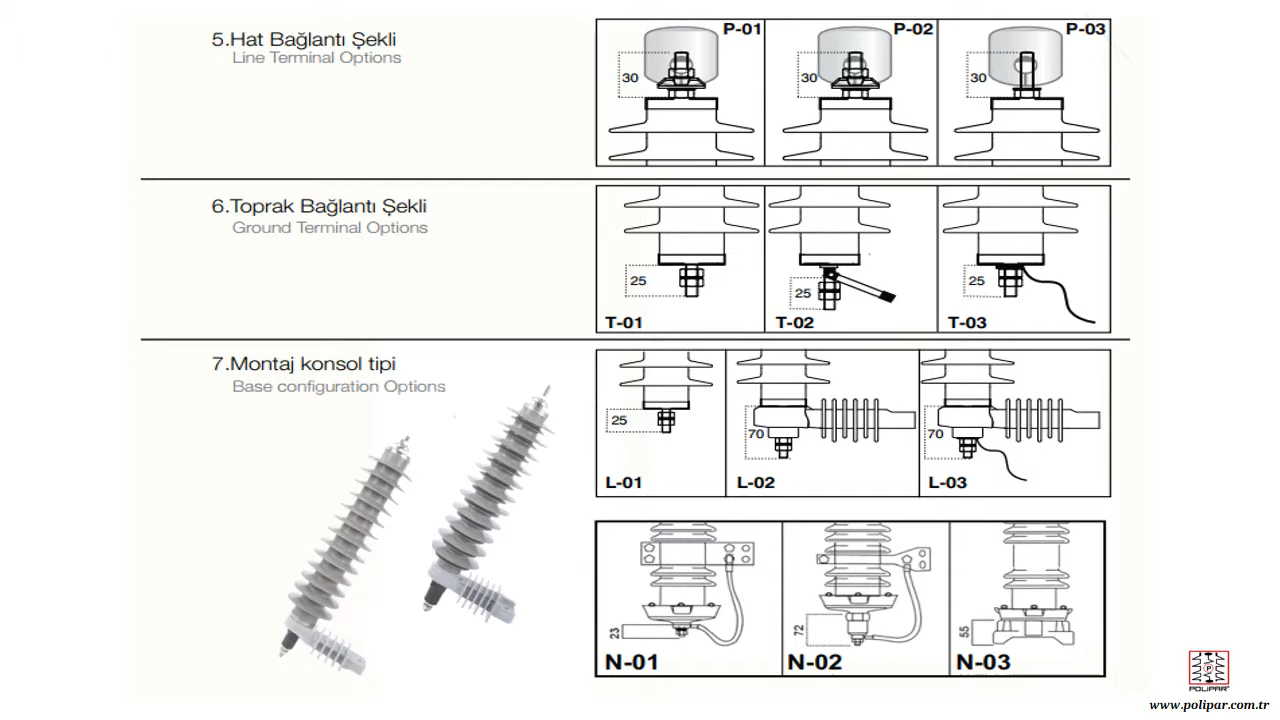 5.Hat Bağlantı Şekli
Line Terminal Options
P-01
P-02
P-03
30
30
30
6.Toprak Bağlantı Şekli
Ground Terminal Options
25
25
25
T-01
T-02
T-03
7.Montaj konsol tipi
Base configuration Options
25
70
70
L-01
L-02
L-03
23
72
55
N-01
N-02
N-03
P
POLIPAR
www.polipar.com.tr